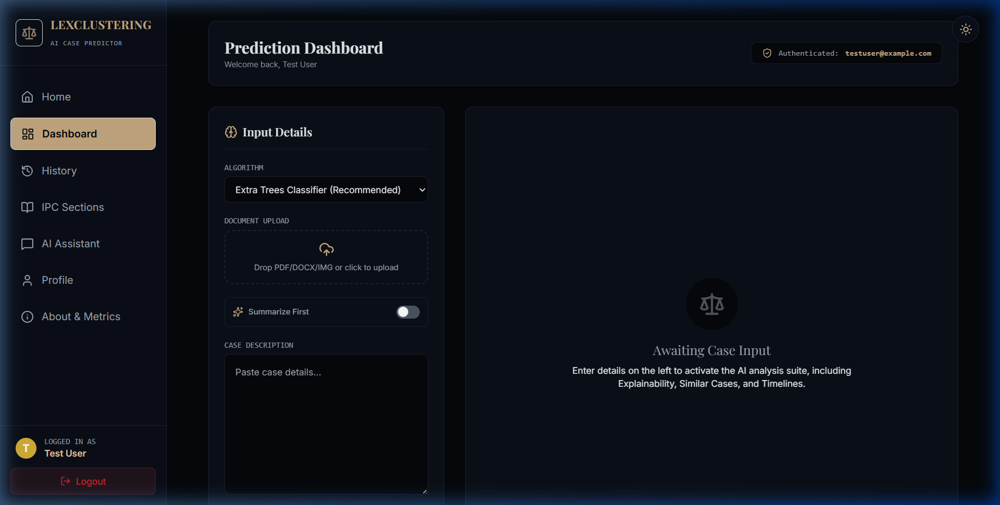 LEXCLUSTERING
AI CASE PREDICTOR
Home
Dashboard
History
IPC Sections
AI Assistant
Profile
About & Metrics
LOGGED IN AS
T
Test User
Logout
Prediction Dashboard
Welcome back, Test User
Authenticated: testuser@example.com
Input Details
ALGORITHM
Extra Trees Classifier (Recommended)
DOCUMENT UPLOAD
Drop PDF/DOCX/IMG or click to upload
Summarize First
CASE DESCRIPTION
Paste case details...
Awaiting Case Input
Enter details on the left to activate the AI analysis suite, including
Explainability, Similar Cases, and Timelines.